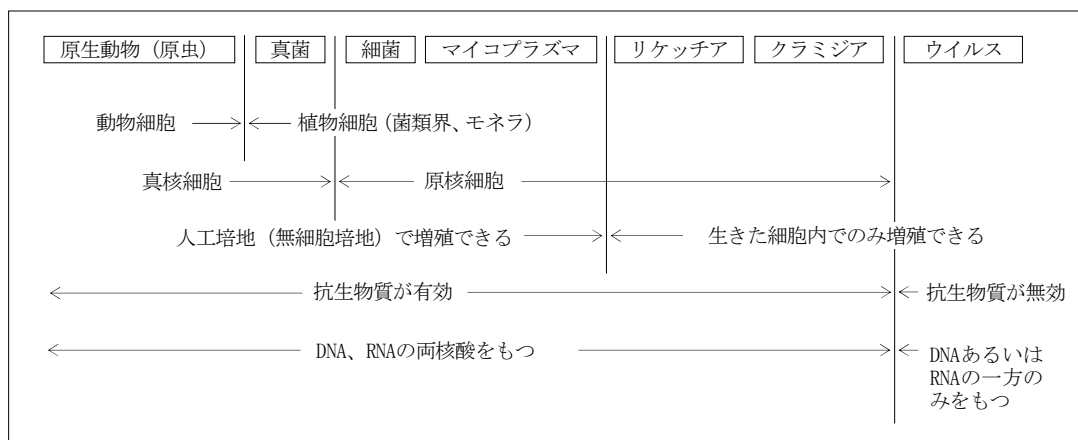 原生動物（原虫） 真菌 細菌 マイコプラズマ リケッチア クラミジア ウイルス
動物細胞 植物細胞（菌類界、モネラ）
真核細胞 原核細胞
人工培地（無細胞培地）で増殖できる 生きた細胞内でのみ増殖できる
抗生物質が有効 抗生物質が無効
DNA、RNAの両核酸をもつ DNAあるいは
RNAの一方の
みをもつ